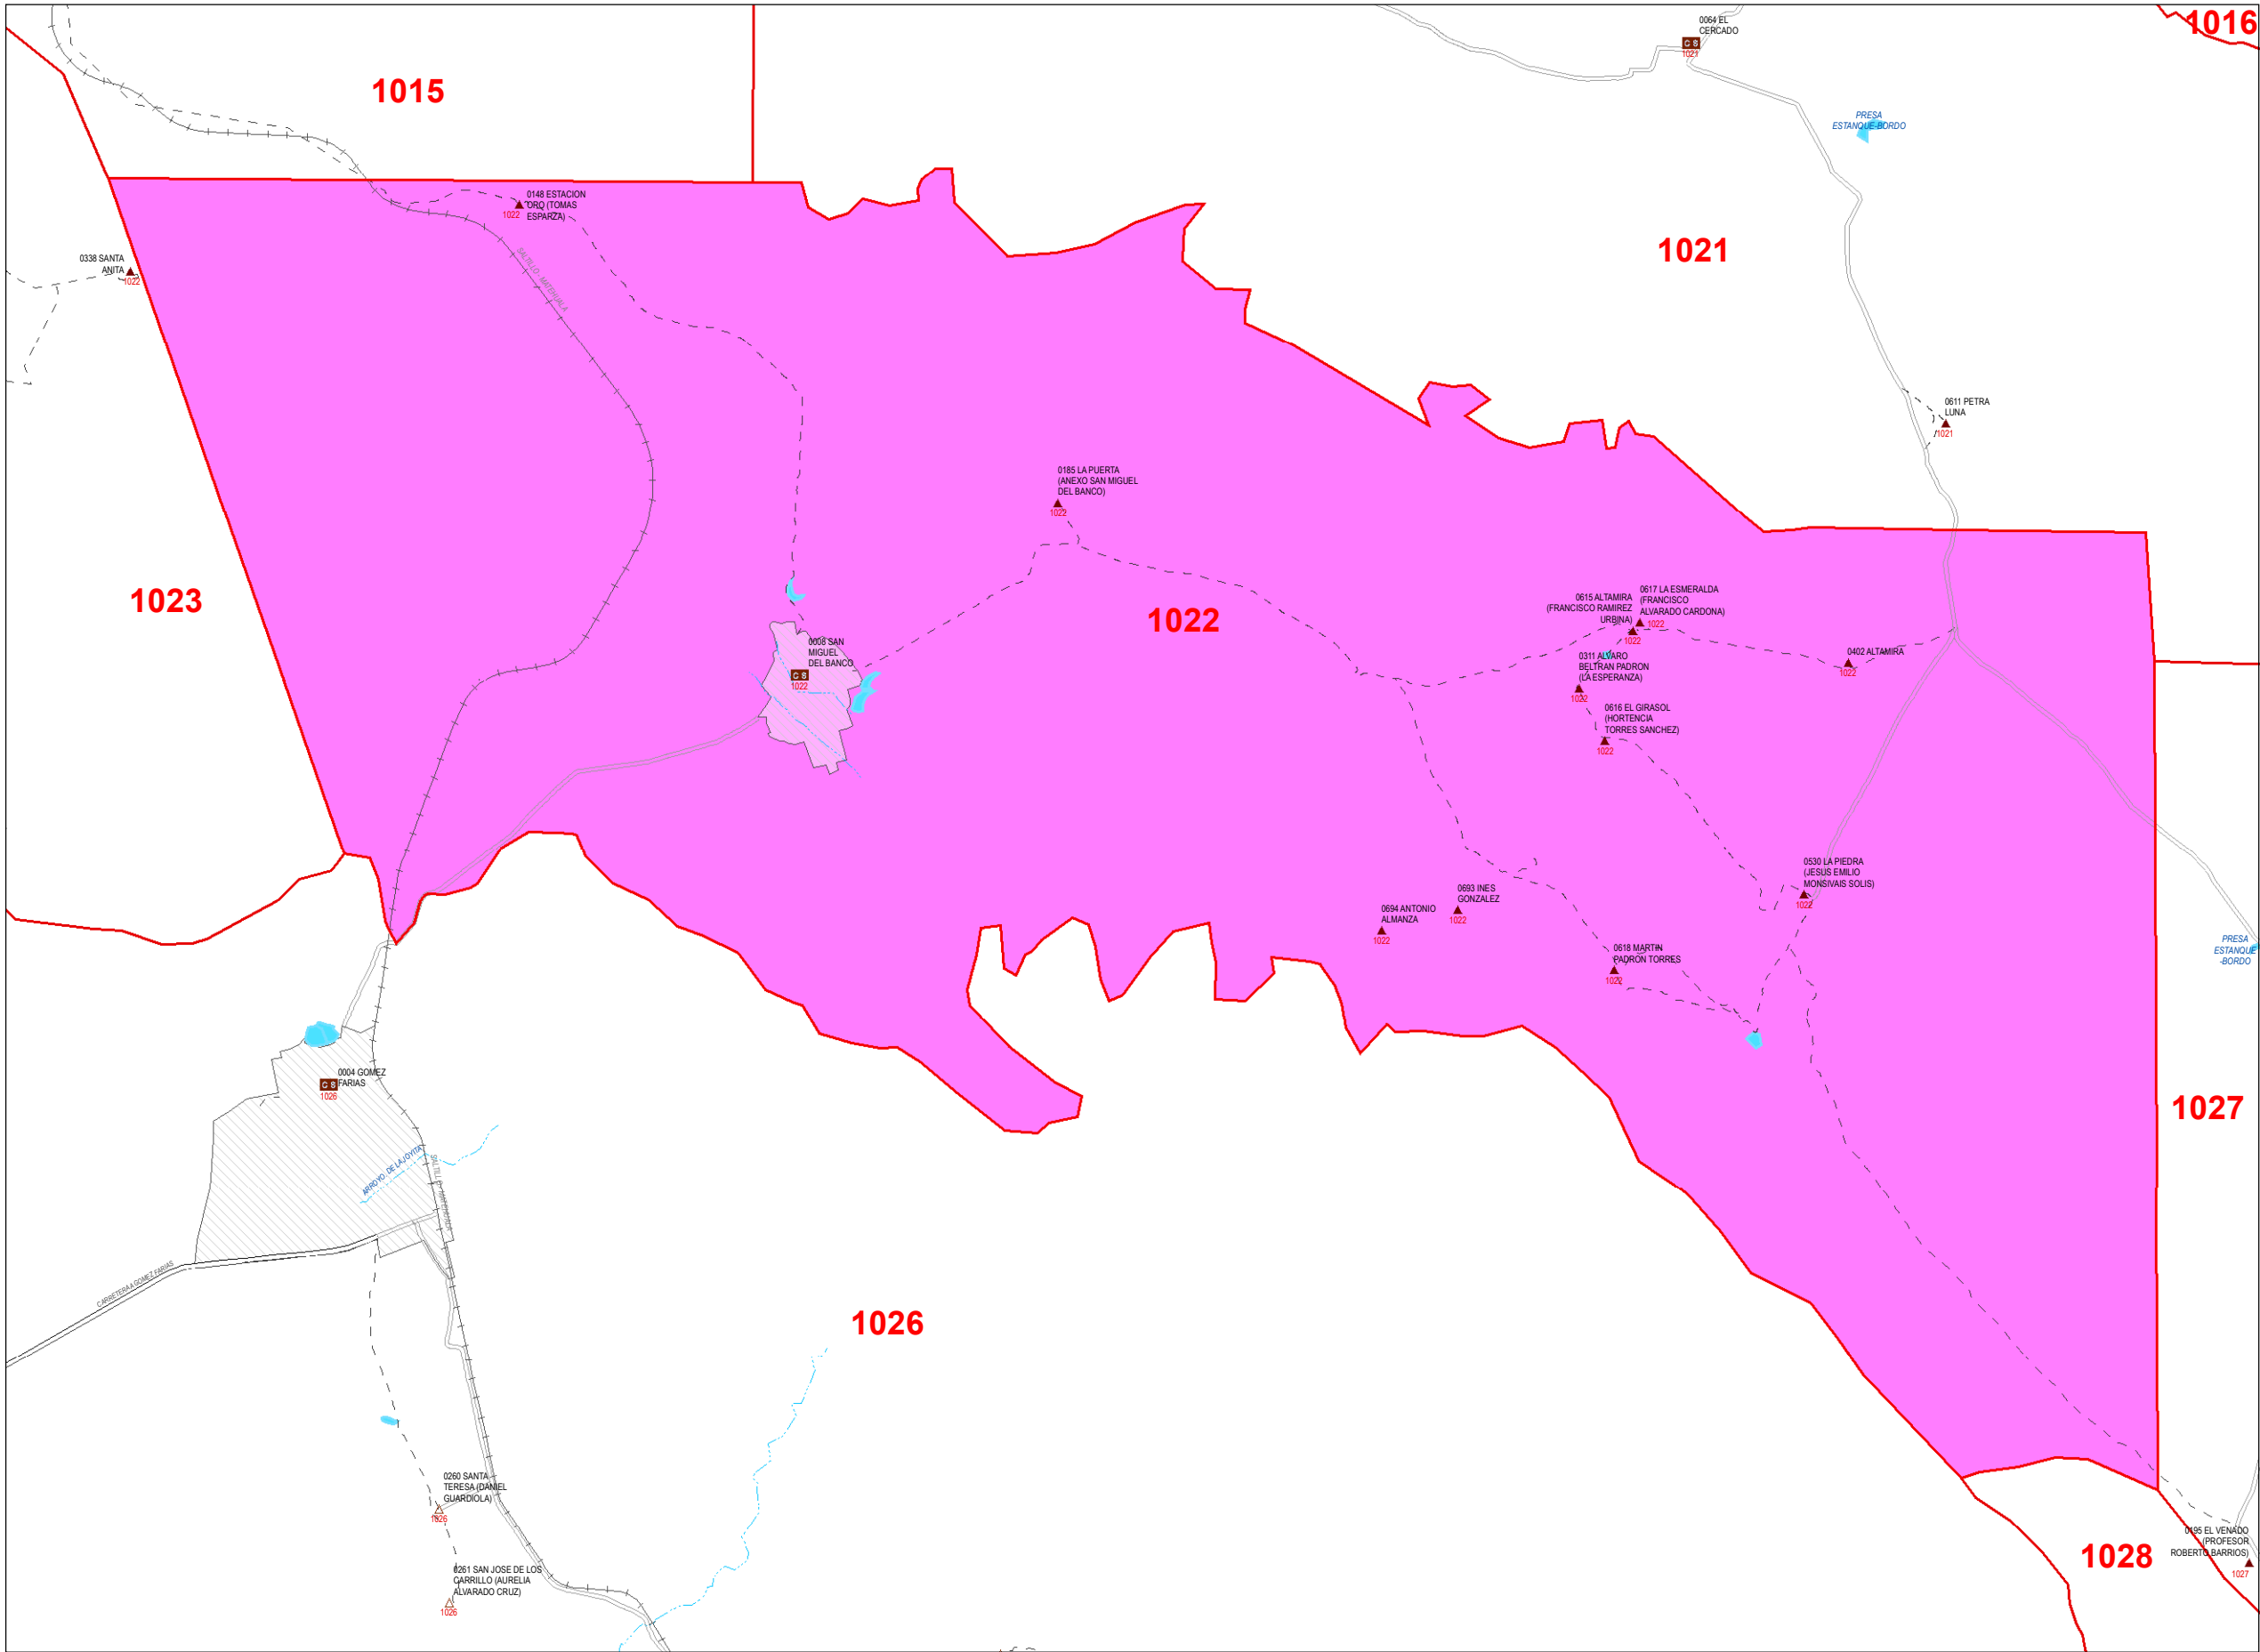 1016
0064 EL
CERCADO
C S
1021
1015
PRESA
ESTANQUE-BORDO
0148 ESTACION
ORO (TOMAS
ESPARZA)
1022
1021
SALTILLO - MATEHUALA
0338 SANTA
ANITA
1022
0611 PETRA
LUNA
1021
0185 LA PUERTA
(ANEXO SAN MIGUEL
DEL BANCO)
1022
1023
1022
0615 ALTAMIRA
(FRANCISCO RAMIREZ
URBINA)
1022
0617 LA ESMERALDA
(FRANCISCO
ALVARADO CARDONA)
1022
0008 SAN
MIGUEL
DEL BANCO
C S
1022
0311 ALVARO
BELTRAN PADRON
(LA ESPERANZA)
1022
0402 ALTAMIRA
1022
0616 EL GIRASOL
(HORTENCIA
TORRES SANCHEZ)
1022
0530 LA PIEDRA
(JESUS EMILIO
MONSIVAIS SOLIS)
1022
0693 INES
GONZALEZ
1022
0694 ANTONIO
ALMANZA
1022
0618 MARTIN
PADRON TORRES
1022
PRESA
ESTANQUE
-BORDO
0004 GOMEZ
FARIAS
C S
1026
1027
ARROYO DE LA JOYITA
SALTILLO - MATEHUALA
CARRETERA A GOMEZ FARIAS
1026
0260 SANTA
TERESA (DANIEL
GUARDIOLA)
1026
0261 SAN JOSE DE LOS
CARRILLO (AURELIA
ALVARADO CRUZ)
1026
1028
0195 EL VENADO
(PROFESOR
ROBERTO BARRIOS)
1027